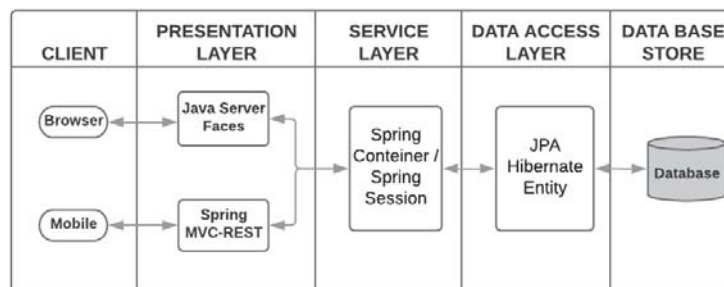 CLIENT
PRESENTATION
LAYER
SERVICE
LAYER
DATA ACCESS
LAYER
DATA BASE
STORE
Browser
Java Server
Faces
Mobile
Spring
MVC-REST
Spring
Conteiner /
Spring
Session
JPA
Hibernate
Entity
Database